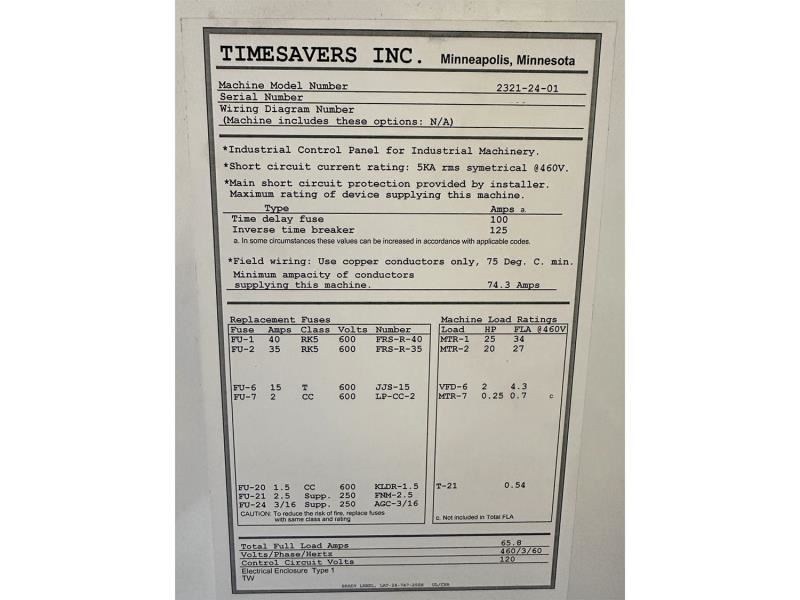 TIMESAVERS INC. Minneapolis, Minnesota
Machine Model Number 2321-24-01
Serial Number
Wiring Diagram Number
(Machine includes these options: N/A)
*Industrial Control Panel for Industrial Machinery.
*Short circuit current rating: 5KA rms symetrical @460V.
*Main short circuit protection provided by installer.
Maximum rating of device supplying this machine.
Type Amps a.
Time delay fuse 100
Inverse time breaker 125
a. In some circumstances these values can be increased in accordance with applicable codes.
*Field wiring: Use copper conductors only, 75 Deg. C. min.
Minimum ampacity of conductors
supplying this machine. 74.3 Amps
Replacement Fuses Machine Load Ratings
Fuse Amps Class Volts Number Load HP FLA @460V
FU-1 40 RK5 600 FRS-R-40 MTR-1 25 34
FU-2 35 RK5 600 FRS-R-35 MTR-2 20 27
FU-6 15 T 600 JJS-15 VFD-6 2 4.3
FU-7 2 CC 600 LP-CC-2 MTR-7 0.25 0.7 c
FU-20 1.5 CC 600 KLDR-1.5 T-21 0.54
FU-21 2.5 Supp. 250 FNM-2.5
FU-24 3/16 Supp. 250 AGC-3/16
CAUTION: To reduce the risk of fire, replace fuses
with same class and rating
c. Not included in Total FLA
Total Full Load Amps 65.8
Volts/Phase/Hertz 460/3/60
Control Circuit Volts 120
Electrical Enclosure Type 1
TW